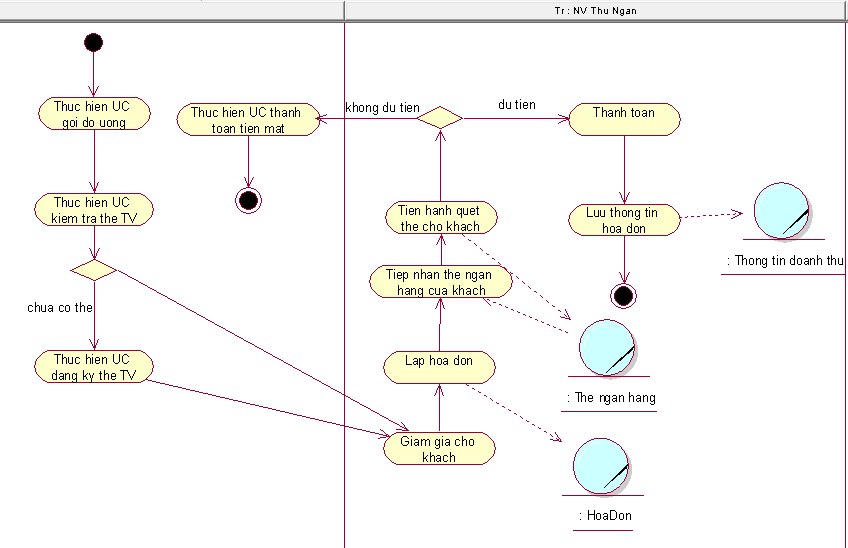 Tr : NV Thu Ngan
Thuc hien UC
goi do uong
Thuc hien UC thanh
toan tien mat
khong du tien
du tien
Thanh toan
Thuc hien UC
kiem tra the TV
Tien hanh quet
the cho khach
Luu thong tin
hoa don
: Thong tin doanh thu
Tiep nhan the ngan
hang cua khach
chua co the
Thuc hien UC
dang ky the TV
Lap hoa don
: The ngan hang
Giam gia cho
khach
: HoaDon